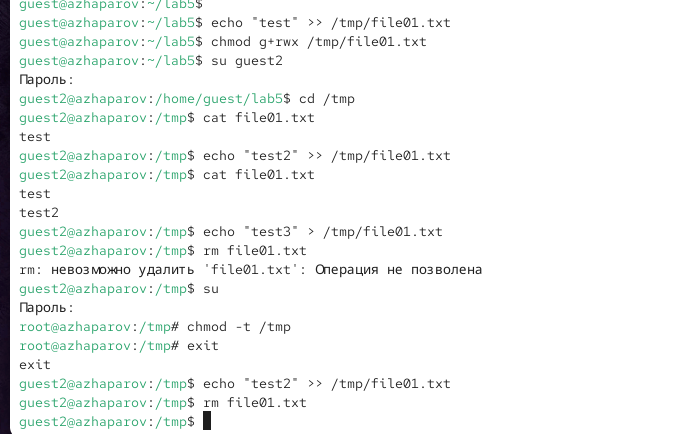 guest@azhaparov:~/lab5$
guest@azhaparov:~/lab5$ echo "test" >> /tmp/file01.txt
guest@azhaparov:~/lab5$ chmod g+rwx /tmp/file01.txt
guest@azhaparov:~/lab5$ su guest2
Пароль:
guest2@azhaparov:/home/guest/lab5$ cd /tmp
guest2@azhaparov:/tmp$ cat file01.txt
test
guest2@azhaparov:/tmp$ echo "test2" >> /tmp/file01.txt
guest2@azhaparov:/tmp$ cat file01.txt
test
test2
guest2@azhaparov:/tmp$ echo "test3" > /tmp/file01.txt
guest2@azhaparov:/tmp$ rm file01.txt
rm: невозможно удалить 'file01.txt': Операция не позволена
guest2@azhaparov:/tmp$ su
Пароль:
root@azhaparov:/tmp# chmod -t /tmp
root@azhaparov:/tmp# exit
exit
guest2@azhaparov:/tmp$ echo "test2" >> /tmp/file01.txt
guest2@azhaparov:/tmp$ rm file01.txt
guest2@azhaparov:/tmp$